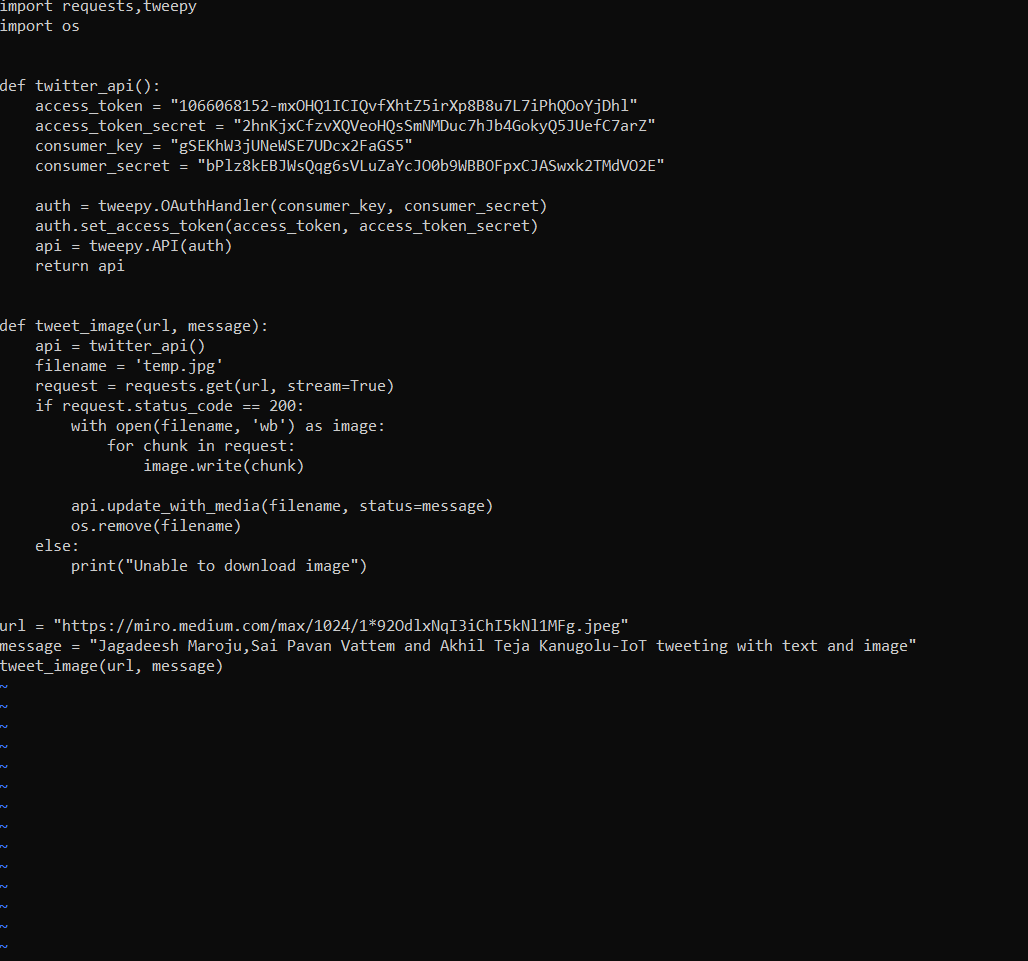 import requests,tweepy
import os
def twitter_api():
    access_token = "1066068152-mxOHQ1ICIQvfXhtZ5irXp8B8u7L7iPhQOoYjDhl"
    access_token_secret = "2hnKjxCfzvXQVeoHQsSmNMDuc7hJb4GokyQ5JUefC7arZ"
    consumer_key = "gSEKhW3jUNeWSE7UDcx2FaGS5"
    consumer_secret = "bPlz8kEBJWsQqg6sVLuZaYcJO0b9WBBOFpxCJASwxk2TMdVO2E"
    auth = tweepy.OAuthHandler(consumer_key, consumer_secret)
    auth.set_access_token(access_token, access_token_secret)
    api = tweepy.API(auth)
    return api
def tweet_image(url, message):
    api = twitter_api()
    filename = 'temp.jpg'
    request = requests.get(url, stream=True)
    if request.status_code == 200:
        with open(filename, 'wb') as image:
            for chunk in request:
                image.write(chunk)
        api.update_with_media(filename, status=message)
        os.remove(filename)
    else:
        print("Unable to download image")
url = "https://miro.medium.com/max/1024/1*92OdlxNqI3iChI5kNl1MFg.jpeg"
message = "Jagadeesh Maroju,Sai Pavan Vattem and Akhil Teja Kanugolu-IoT tweeting with text and image"
tweet_image(url, message)
~
~
~
~
~
~
~
~
~
~
~
~
~
~